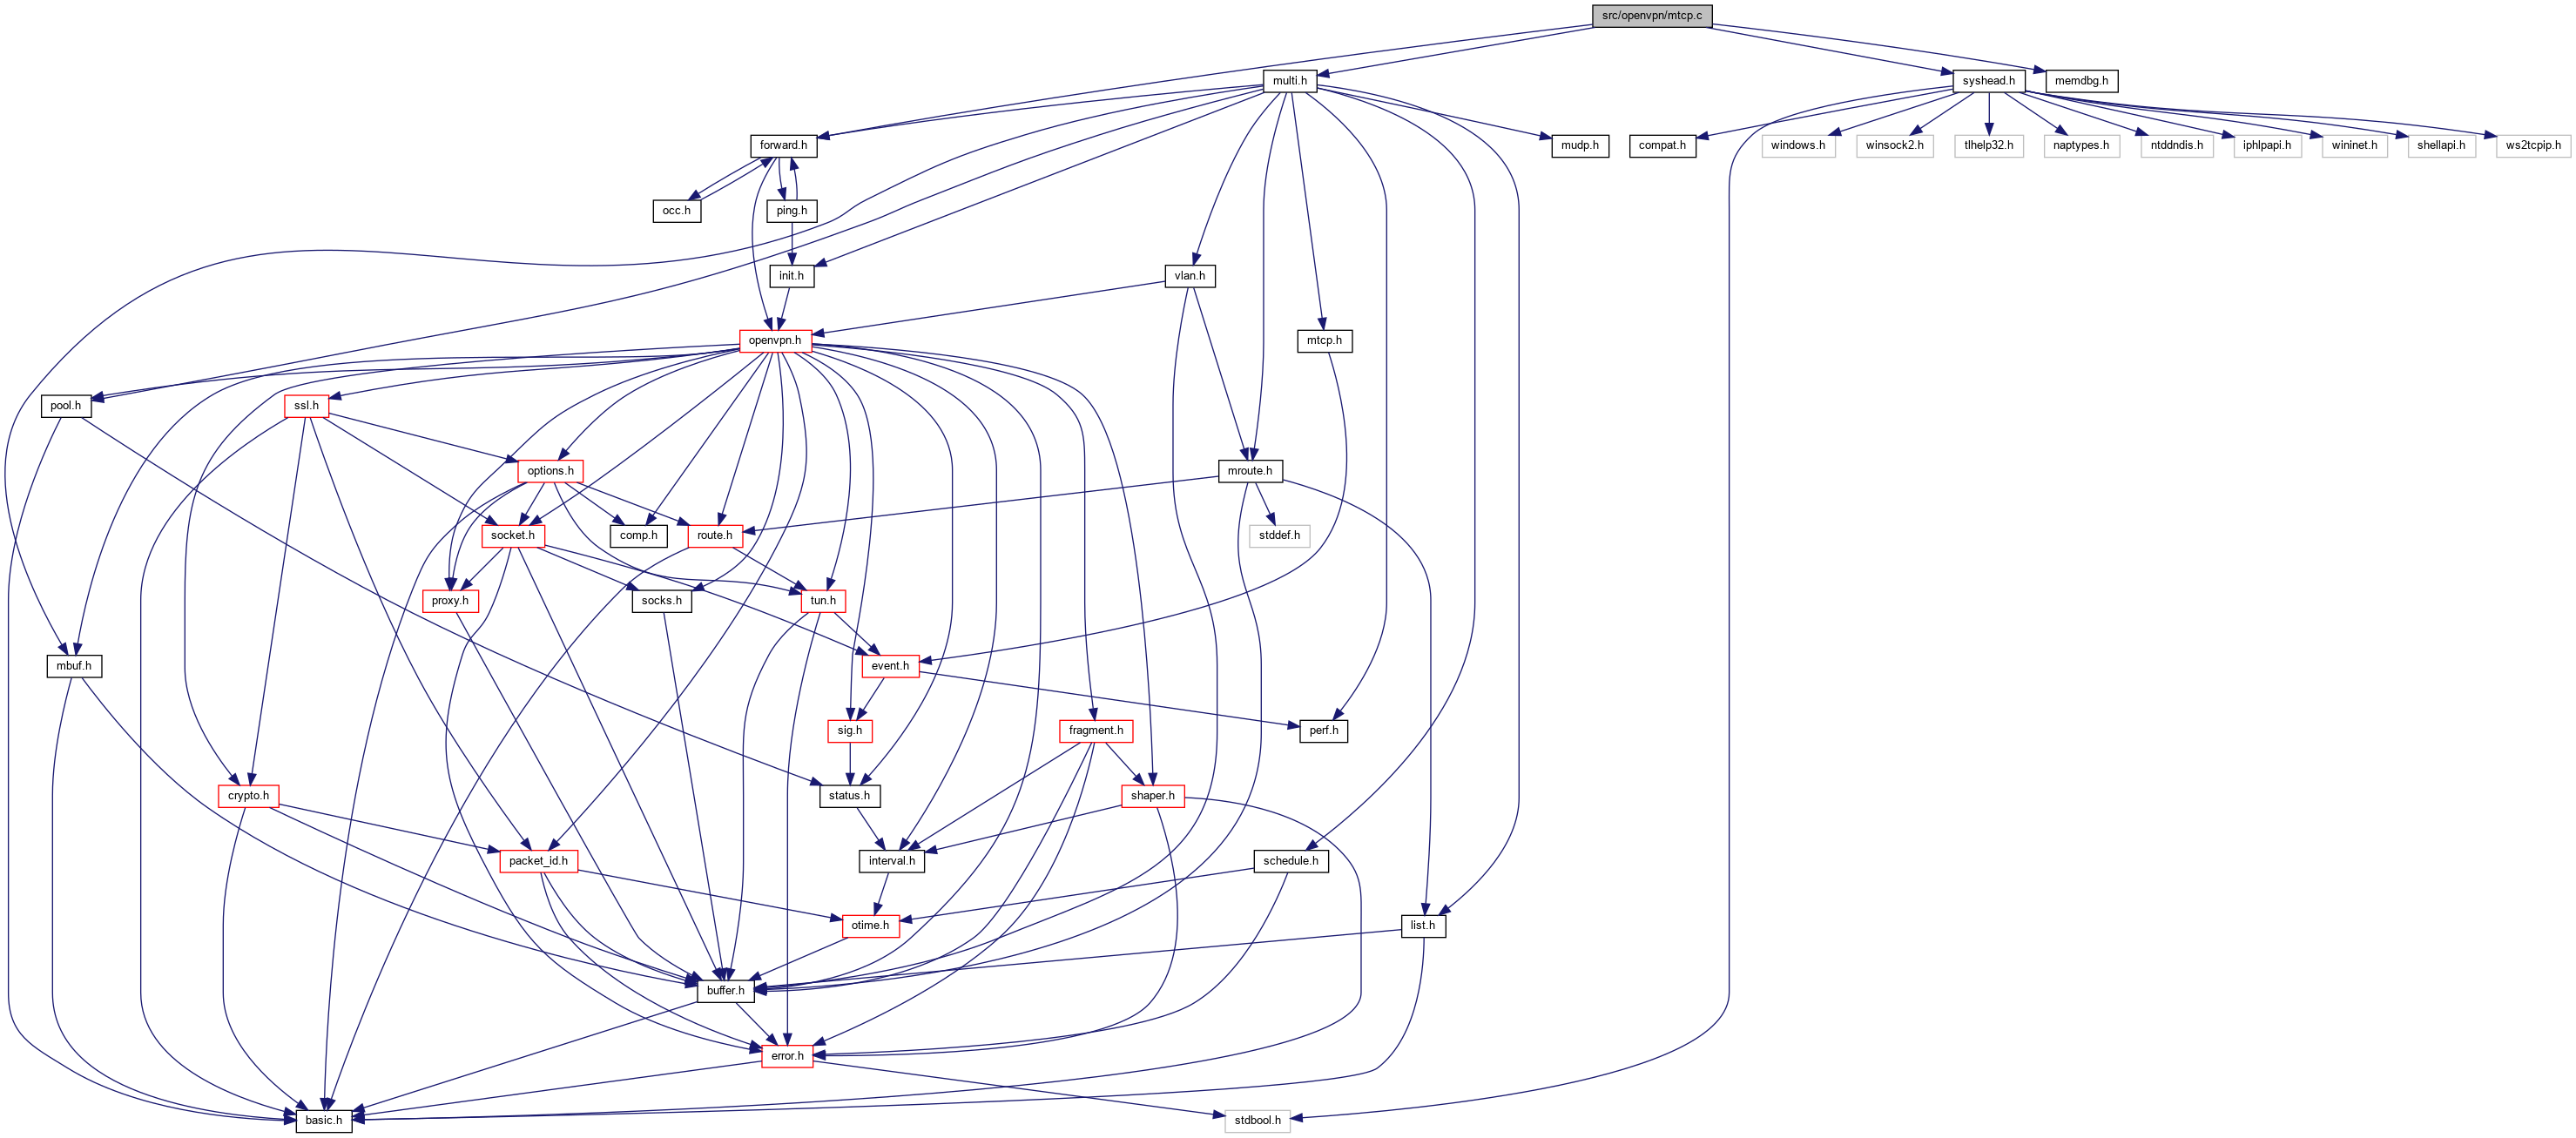 src/openvpn/mtcp.c
multi.h
syshead.h
memdbg.h
forward.h
mudp.h
compat.h
windows.h
winsock2.h
tlhelp32.h
naptypes.h
ntddndis.h
iphlpapi.h
wininet.h
shellapi.h
ws2tcpip.h
occ.h
ping.h
init.h
vlan.h
openvpn.h
mtcp.h
pool.h
ssl.h
options.h
mroute.h
socket.h
comp.h
route.h
stddef.h
proxy.h
socks.h
tun.h
mbuf.h
event.h
sig.h
fragment.h
perf.h
crypto.h
status.h
shaper.h
packet_id.h
interval.h
schedule.h
otime.h
list.h
buffer.h
error.h
basic.h
stdbool.h